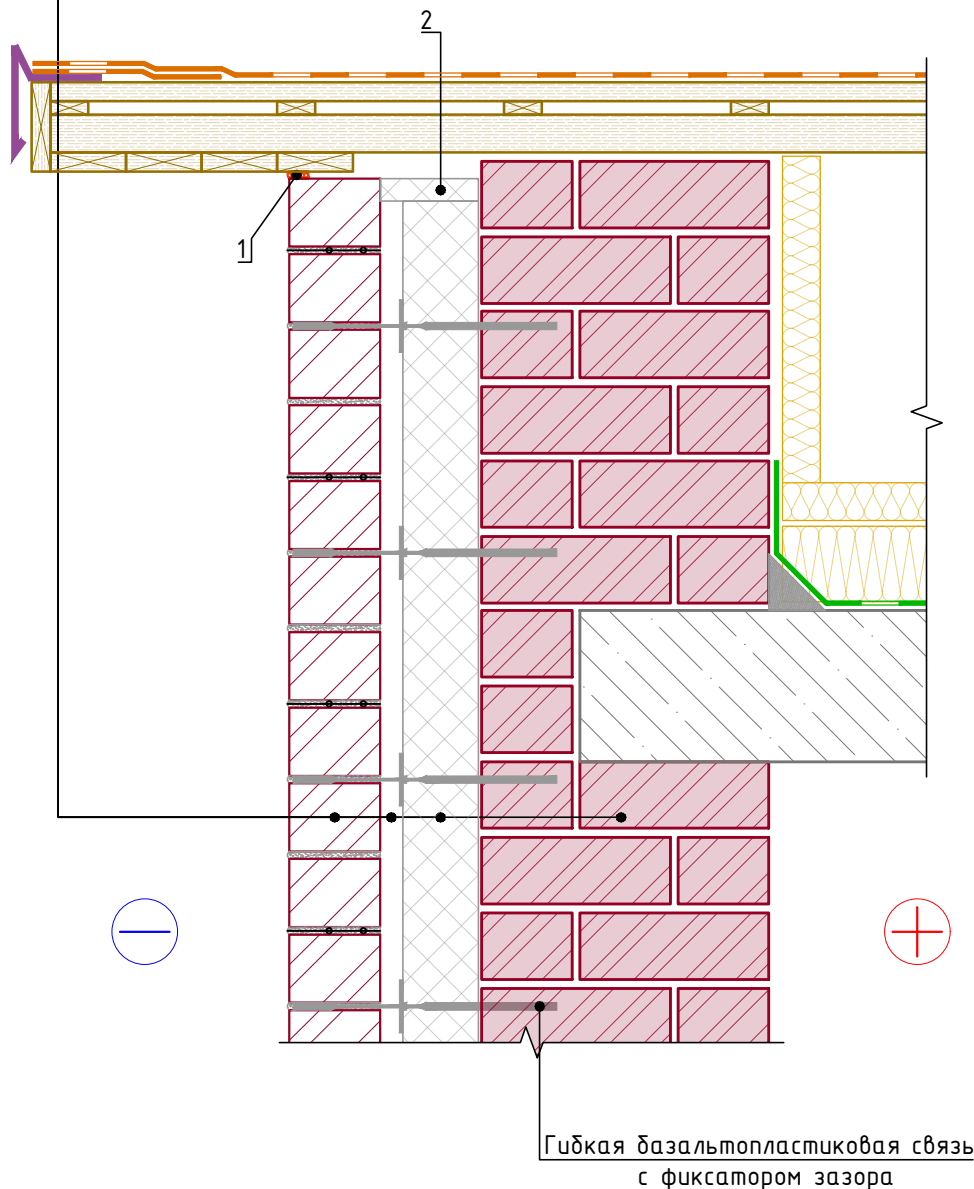 2
1
Гибкая базальтопластиковая связь
с фиксатором зазора